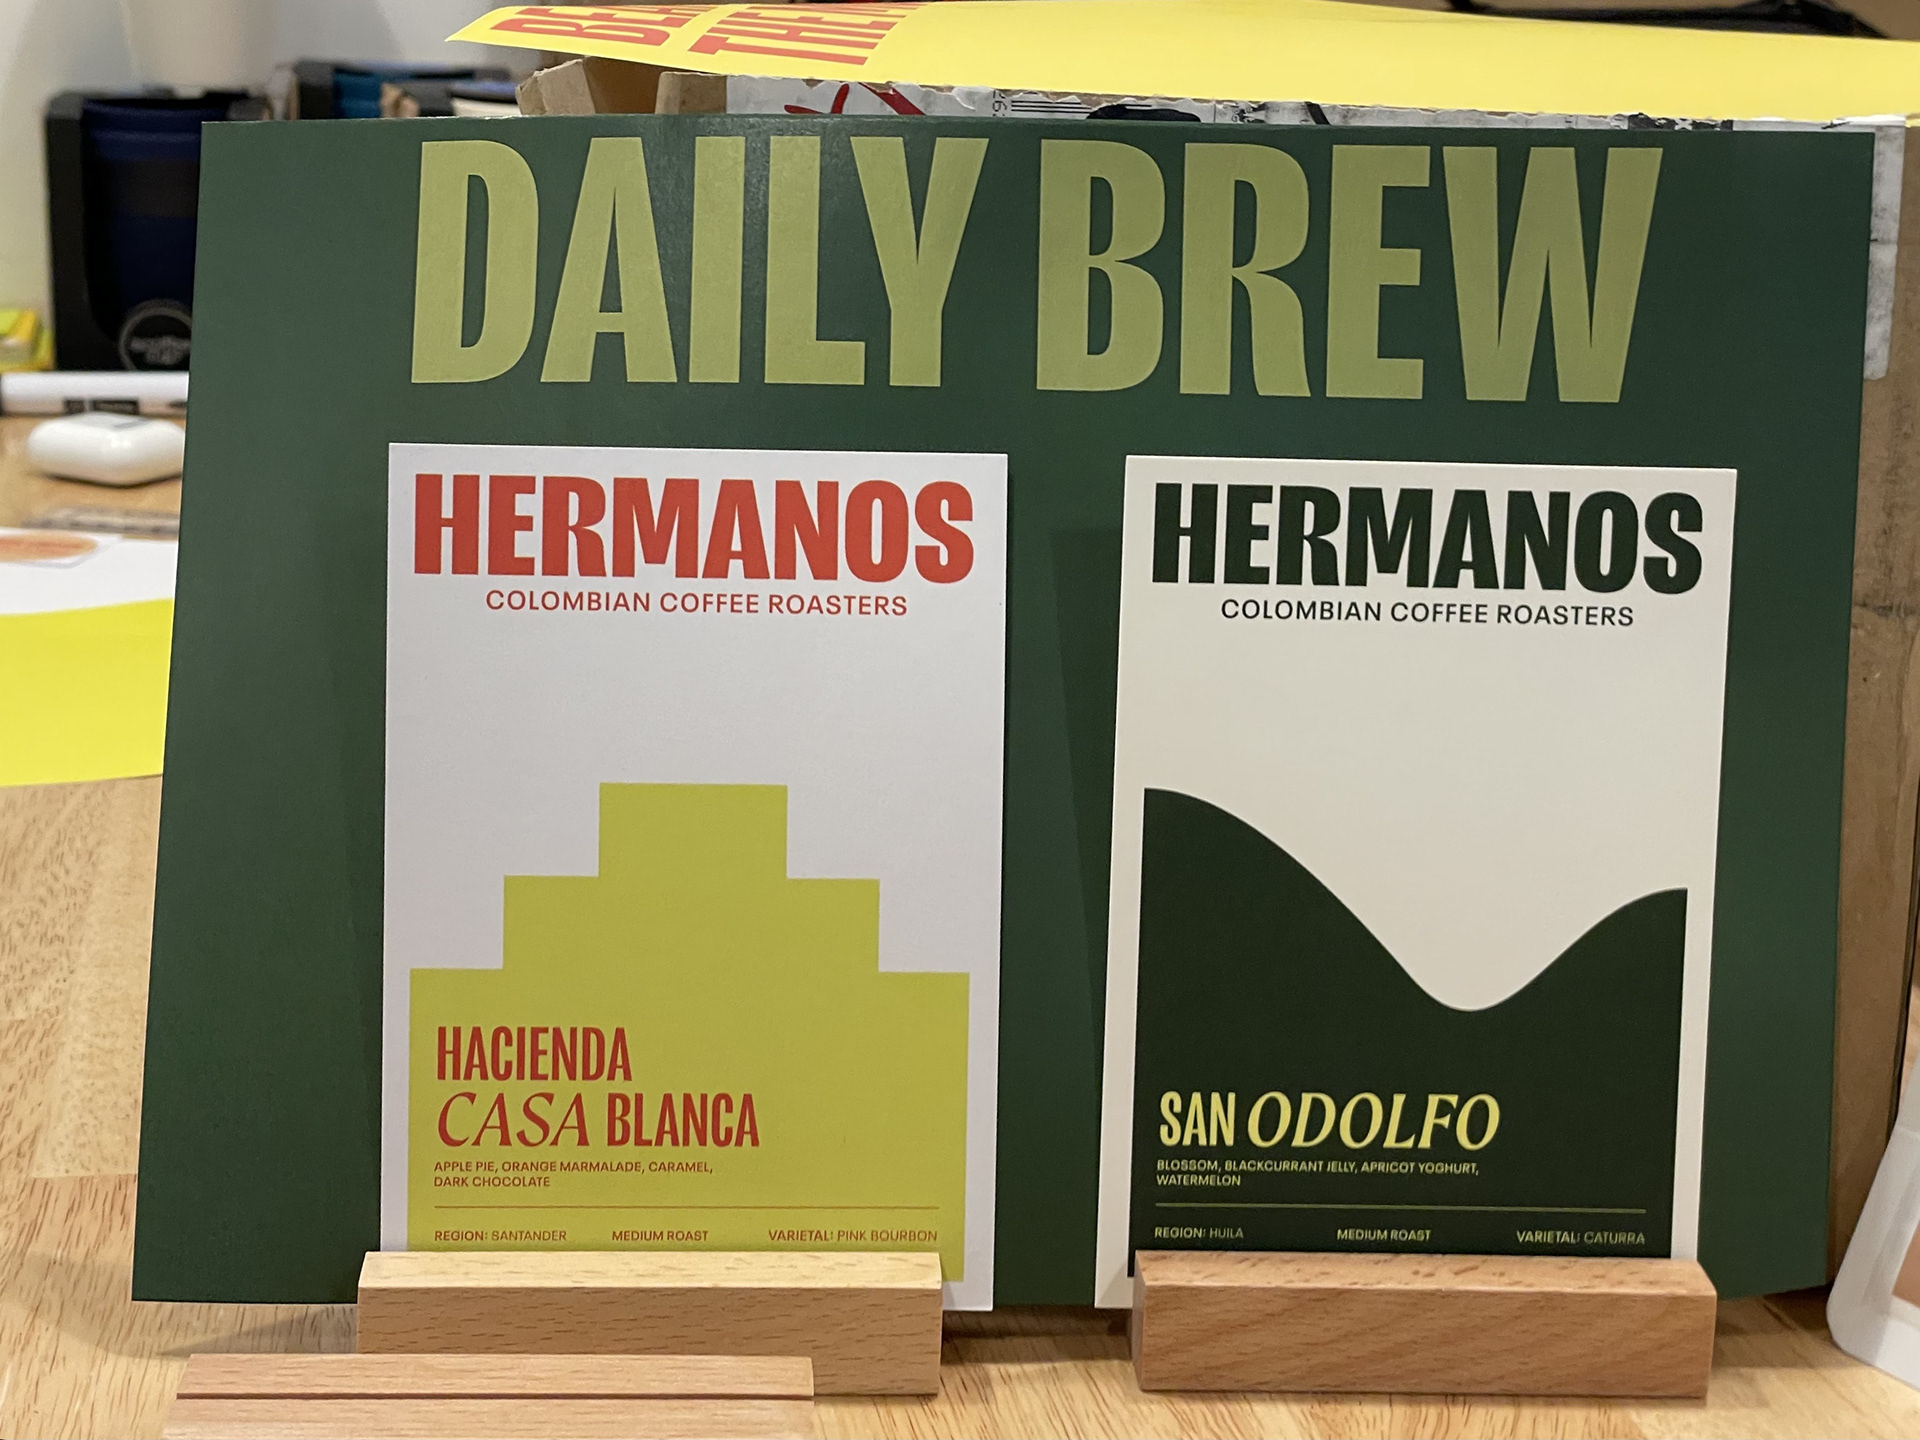 THE
DAILY BREW
HERMANOS
COLOMBIAN COFFEE ROASTERS
HACIENDA
CASA BLANCA
APPLE PIE, ORANGE MARMALADE, CARAMEL,
DARK CHOCOLATE
REGION: SANTANDER MEDIUM ROAST VARIETAL: PINK BOURBON
HERMANOS
COLOMBIAN COFFEE ROASTERS
SAN ODOLFO
BLOSSOM, BLACKCURRANT JELLY, APRICOT YOGHURT,
WATERMELON
REGION: HUILA MEDIUM ROAST VARIETAL: CATURRA